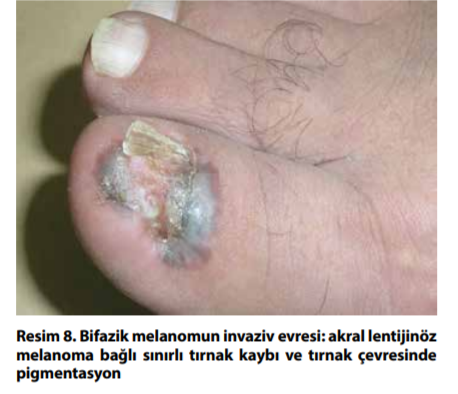 Resim 8. Bifazik melanomun invaziv evresi: akral lentijinöz
melanoma bağlı sınırlı tırnak kaybı ve tırnak çevresinde
pigmentasyon